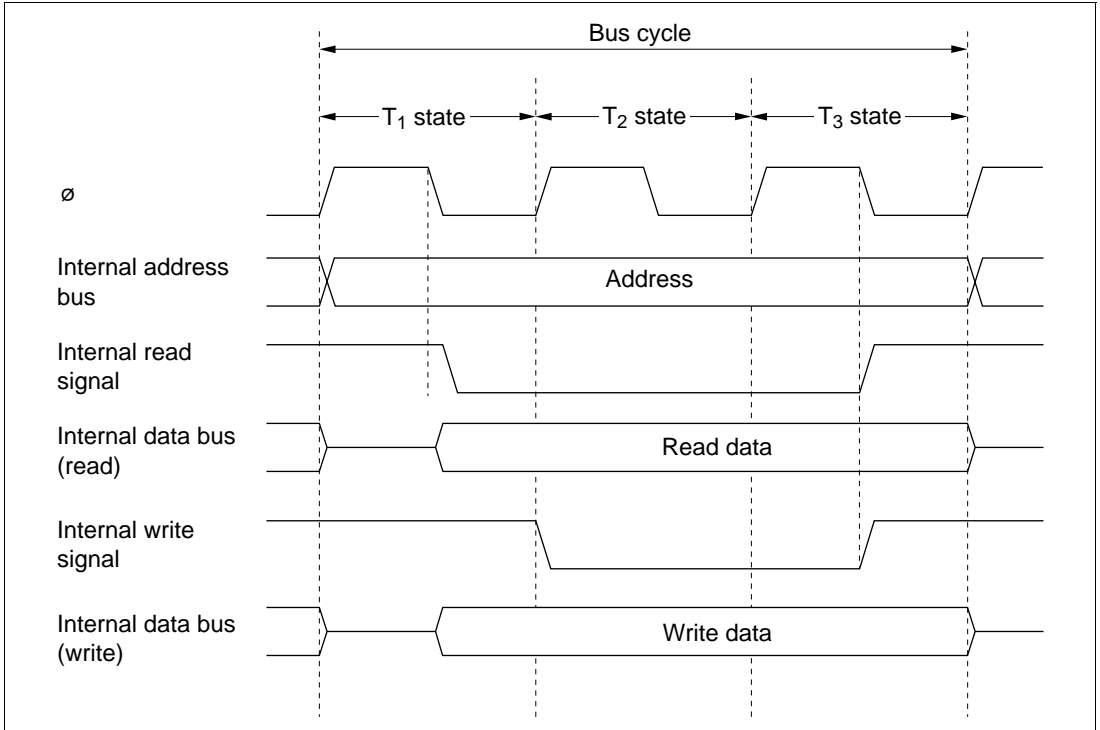 Bus cycle
T₁ state
T₂ state
T₃ state
ø
Internal address
bus
Address
Internal read
signal
Internal data bus
(read)
Read data
Internal write
signal
Internal data bus
(write)
Write data